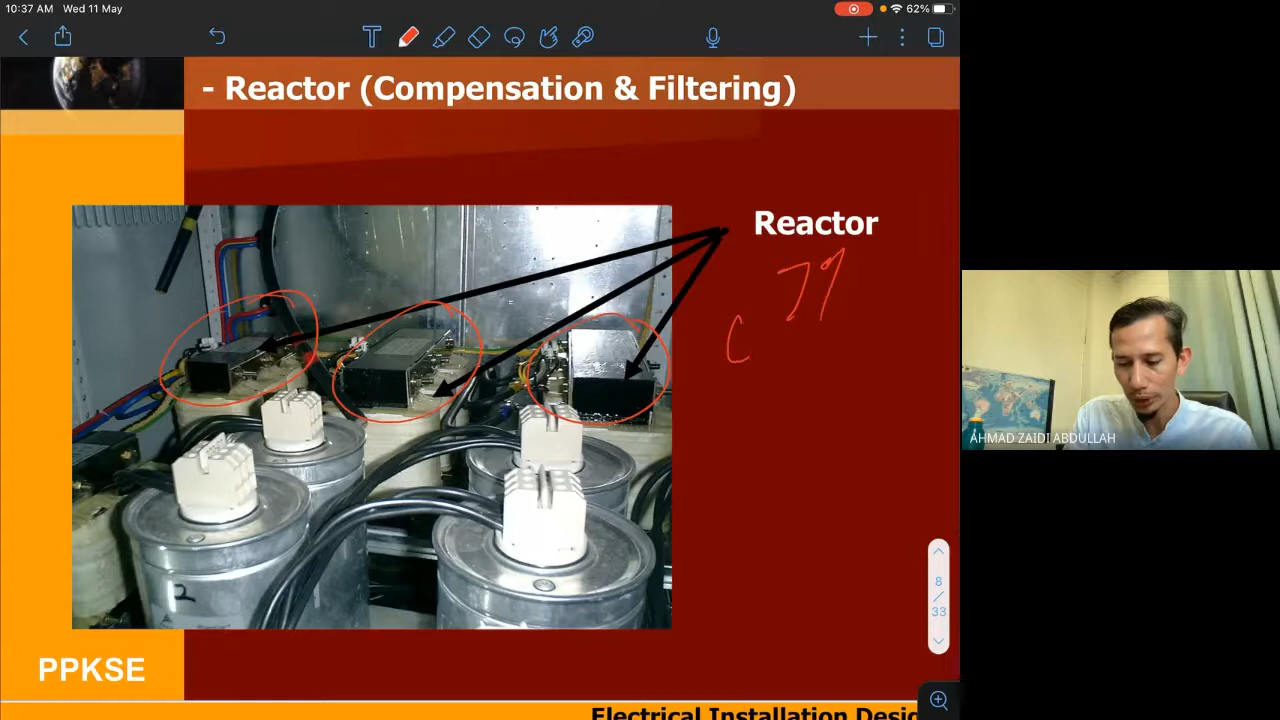 10:37 AM Wed 11 May
62%
- Reactor (Compensation & Filtering)
Reactor
7%
2
AHMAD ZAIDI ABDULLAH
8
/
33
PPKSE
Electrical Installation Desig